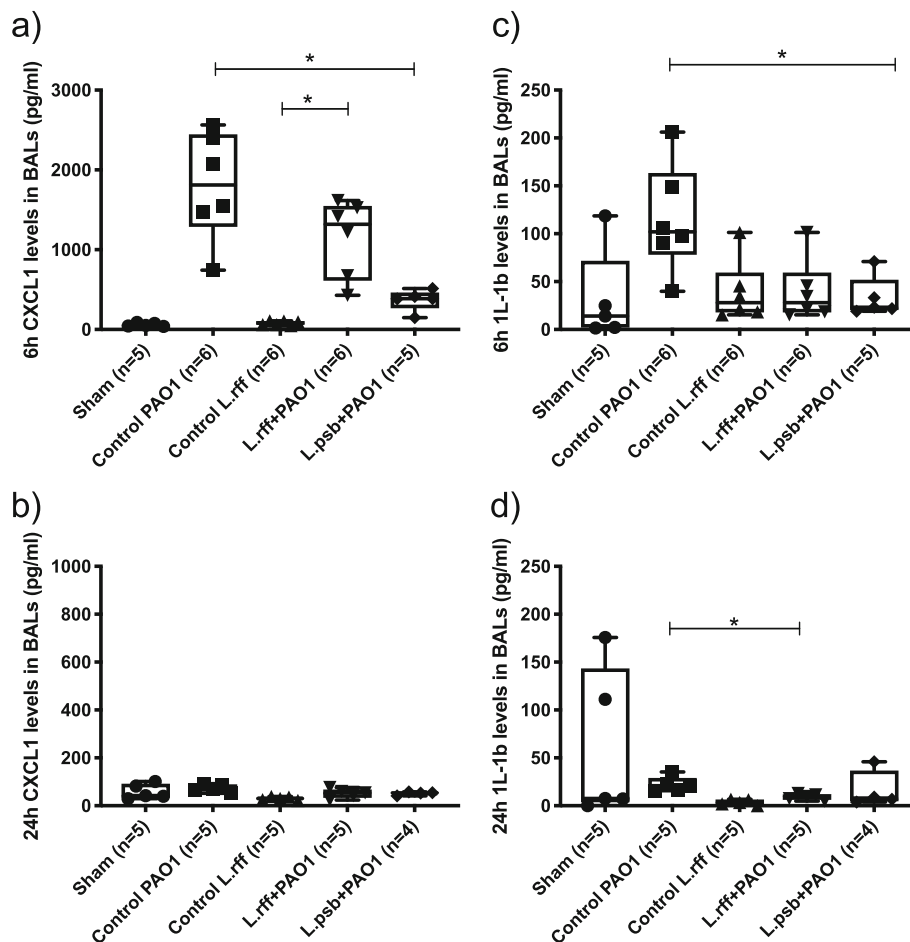 a)
6h CXCL1 levels in BALs (pg/ml)
3000
2000
1000
0
*
*
Sham (n=5)
Control PAO1 (n=6)
Control L.rff (n=6)
L.rff+PAO1 (n=6)
L.psb+PAO1 (n=5)
c)
6h 1L-1b levels in BALs (pg/ml)
250
200
150
100
50
0
*
Sham (n=5)
Control PAO1 (n=6)
Control L.rff (n=6)
L.rff+PAO1 (n=6)
L.psb+PAO1 (n=5)
b)
24h CXCL1 levels in BALs (pg/ml)
1000
800
600
400
200
0
Sham (n=5)
Control PAO1 (n=5)
Control L.rff (n=5)
L.rff+PAO1 (n=5)
L.psb+PAO1 (n=4)
d)
24h 1L-1b levels in BALs (pg/ml)
250
200
150
100
50
0
*
Sham (n=5)
Control PAO1 (n=5)
Control L.rff (n=5)
L.rff+PAO1 (n=5)
L.psb+PAO1 (n=4)